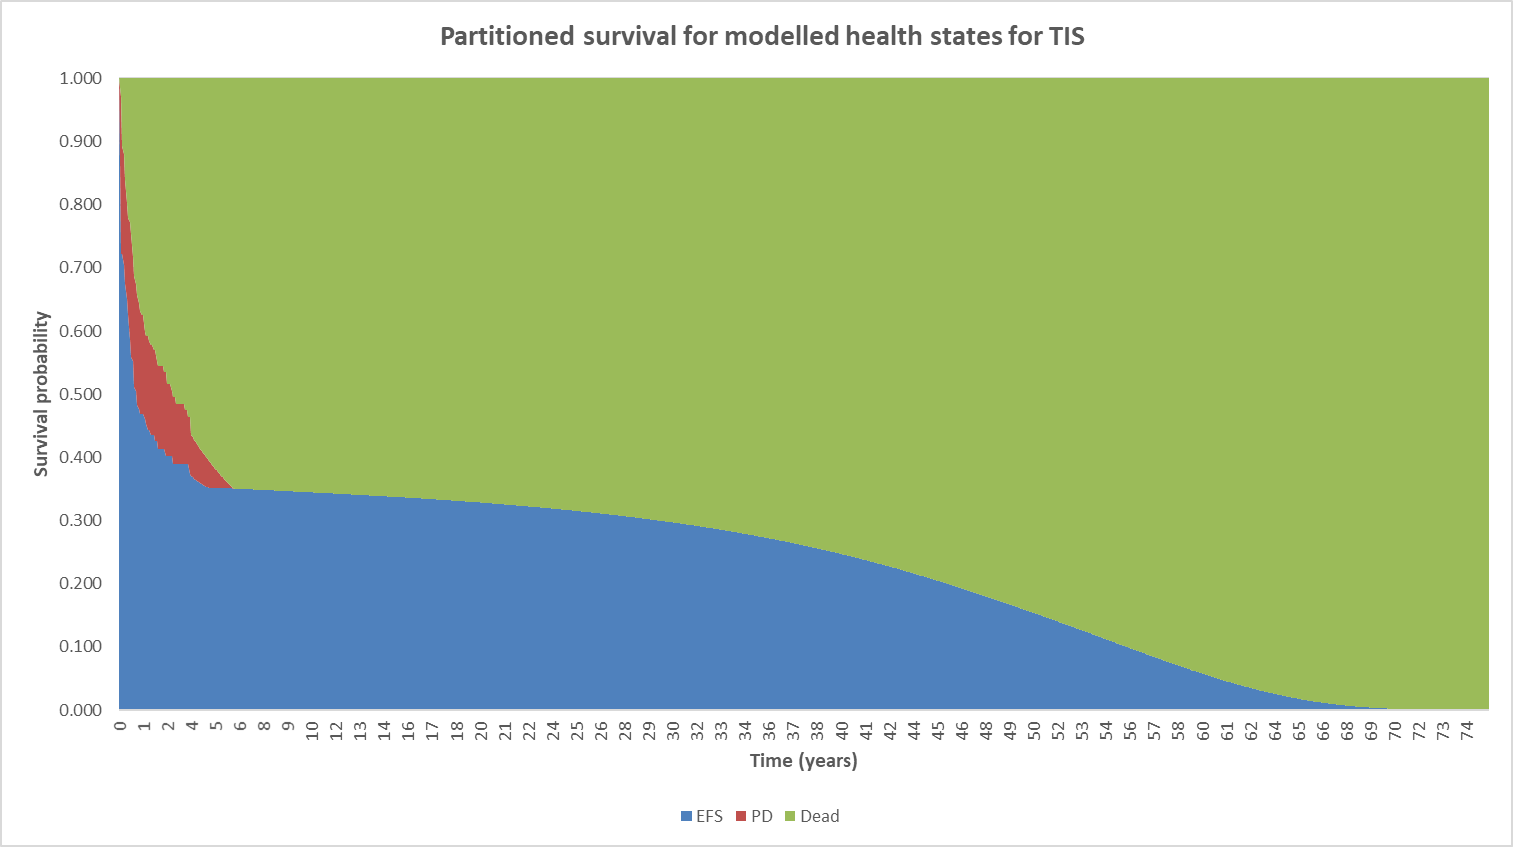 Partitioned survival for modelled health states for TIS
1.000
0.900
0.800
0.700
0.600
0.500
0.400
0.300
0.200
0.100
0.000
Survival probability
0 1 2 4 5 6 8 9 10 12 13 14 16 17 18 20 21 22 24 25 26 28 29 30 32 33 34 36 37 38 40 41 42 44 45 46 48 49 50 52 53 54 56 57 58 60 61 62 64 65 66 68 69 70 72 73 74
Time (years)
EFS PD Dead